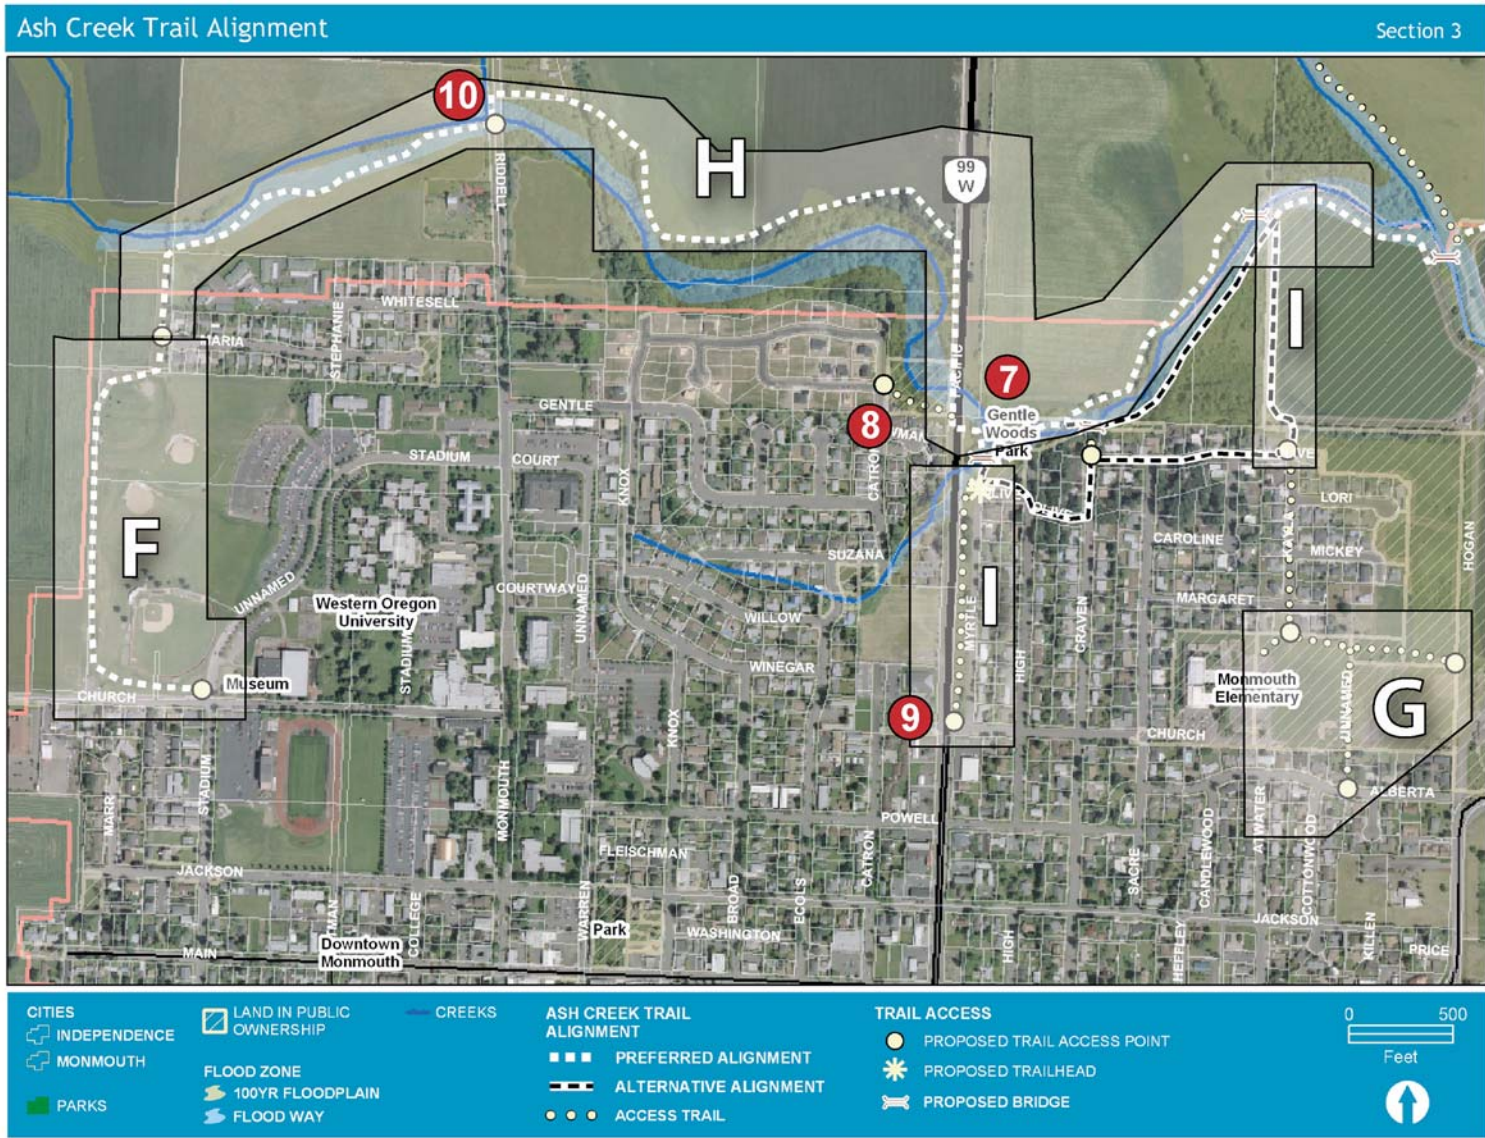 Ash Creek Trail Alignment
Section 3
10
H
99
W
RIDDELL
WHITESELL
STEPHANIE
MARIA
PACIFIC
7
I
GENTLE
8
Gentle
Woods
Park
STADIUM
COURT
KNOX
CATRON
LORI
F
OLIVE
CAROLINE
KAYLA
MICKEY
HOGAN
SUZANA
UNNAMED
COURTWAY
UNNAMED
Western Oregon
University
STADIUM
WILLOW
I
MYRTLE
HIGH
CRAVEN
MARGARET
WINEGAR
Museum
CHURCH
KNOX
9
Monmouth
Elementary
UNNAMED
G
CHURCH
MARR
STADIUM
MONMOUTH
POWELL
ALBERTA
FLEISCHMAN
CATRON
SACRE
CANDLEWOOD
ATWATER
COTTONWOOD
JACKSON
COLLEGE
WARREN
Park
BROAD
ECOLS
WASHINGTON
HIGH
HEFFLEY
JACKSON
KILLEN
PRICE
MAIN
Downtown
Monmouth
CITIES
INDEPENDENCE
MONMOUTH
PARKS
LAND IN PUBLIC
OWNERSHIP
FLOOD ZONE
100YR FLOODPLAIN
FLOOD WAY
CREEKS
ASH CREEK TRAIL
ALIGNMENT
PREFERRED ALIGNMENT
ALTERNATIVE ALIGNMENT
ACCESS TRAIL
TRAIL ACCESS
PROPOSED TRAIL ACCESS POINT
PROPOSED TRAILHEAD
PROPOSED BRIDGE
0 500
Feet